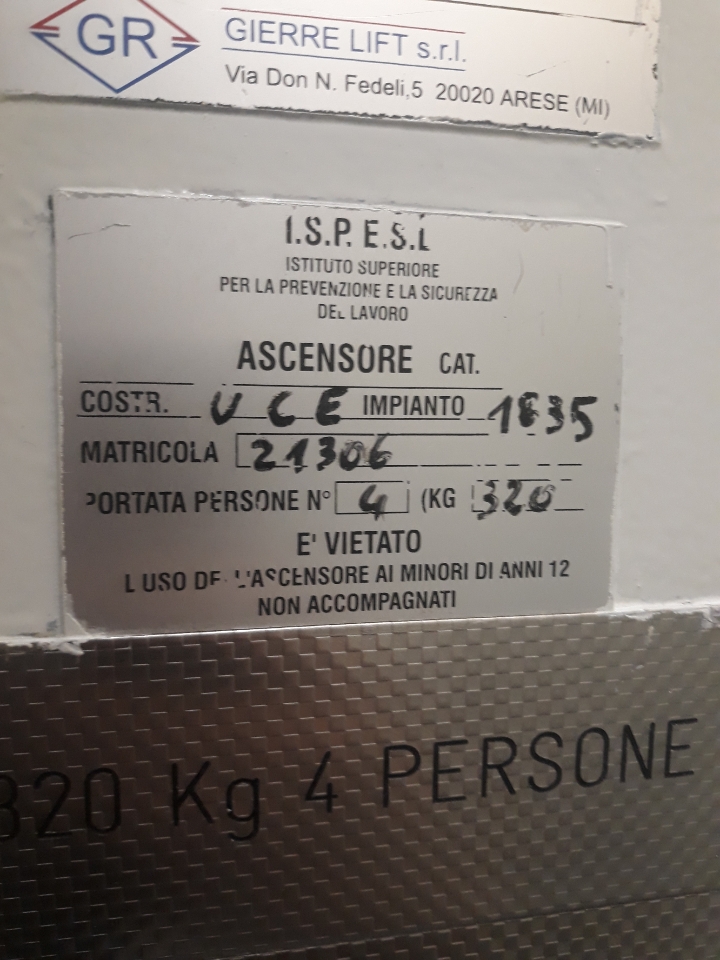 GR
GIERRE LIFT s.r.l.
Via Don N. Fedeli,5 20020 ARESE (MI)
I.S.P.E.S.L
ISTITUTO SUPERIORE
PER LA PREVENZIONE E LA SICUREZZA
DEL LAVORO
ASCENSORE CAT.
COSTR. UCE IMPIANTO 1835
MATRICOLA 21306
PORTATA PERSONE N° 4 (KG 320
E' VIETATO
L USO DELL'ASCENSORE AI MINORI DI ANNI 12
NON ACCOMPAGNATI
320 Kg 4 PERSONE